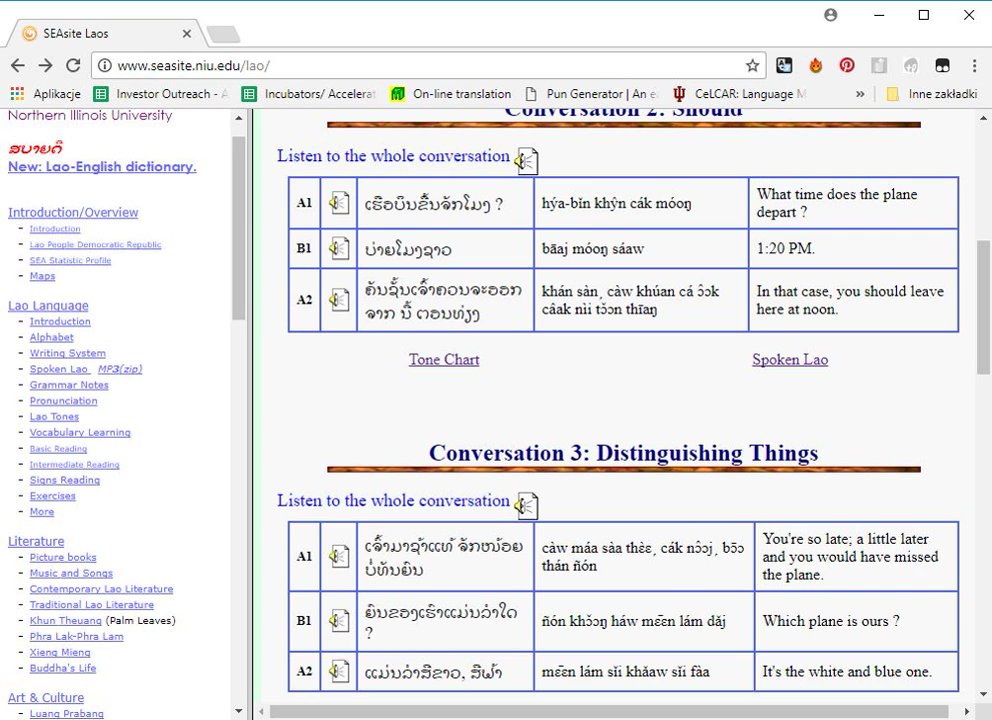 SEAsite Laos
www.seasite.niu.edu/lao/
Aplikacje
Investor Outreach - A
Incubators/ Accelerat
On-line translation
Pun Generator | An e
CeLCAR: Language M
»
Inne zakładki
Northern Illinois University
ສບາຍດີ
New: Lao-English dictionary.
Introduction/Overview
- Introduction
- Lao People Democratic Republic
- SEA Statistic Profile
- Maps
Lao Language
- Introduction
- Alphabet
- Writing System
- Spoken Lao MP3(zip)
- Grammar Notes
- Pronunciation
- Lao Tones
- Vocabulary Learning
- Basic Reading
- Intermediate Reading
- Signs Reading
- Exercises
- More
Literature
- Picture books
- Music and Songs
- Contemporary Lao Literature
- Traditional Lao Literature
- Khun Theuang (Palm Leaves)
- Phra Lak-Phra Lam
- Xieng Mieng
- Buddha's Life
Art & Culture
- Luang Prabang
Conversation 2: Should
Listen to the whole conversation
A1
ເຮືອບິນຂຶ້ນຈັກໂມງ ?
hýa-bĭn khŷn cák móoŋ
What time does the plane
depart ?
B1
ບ່າຍໂມງຊາວ
bāaj móoŋ sáaw
1:20 PM.
A2
ຄັນຊັ້ນເຈົ້າຄວນຈະອອກ
ຈາກ ນີ້ ຕອນທ່ຽງ
khán sân, càw khúan cá ɔ̀ɔk
câak nìi tɔ̆ɔn thīaŋ
In that case, you should leave
here at noon.
Tone Chart
Spoken Lao
Conversation 3: Distinguishing Things
Listen to the whole conversation
A1
ເຈົ້າມາຊ້າແທ້ ຈັກໜ້ອຍ
ບໍ່ທັນຍົນ
càw máa sàa thɛ̂ɛ, cák nɔ̀ɔj, bɔ̄ɔ
thán ñón
You're so late; a little later
and you would have missed
the plane.
B1
ຍົນຂອງເຮົາແມ່ນລຳໃດ
?
ñón khɔ̆ɔŋ háw mɛ̄ɛn lám dăj
Which plane is ours ?
A2
ແມ່ນລຳສີຂາວ, ສີຟ້າ
mɛ̄ɛn lám sĭi khăaw sĭi fâa
It's the white and blue one.